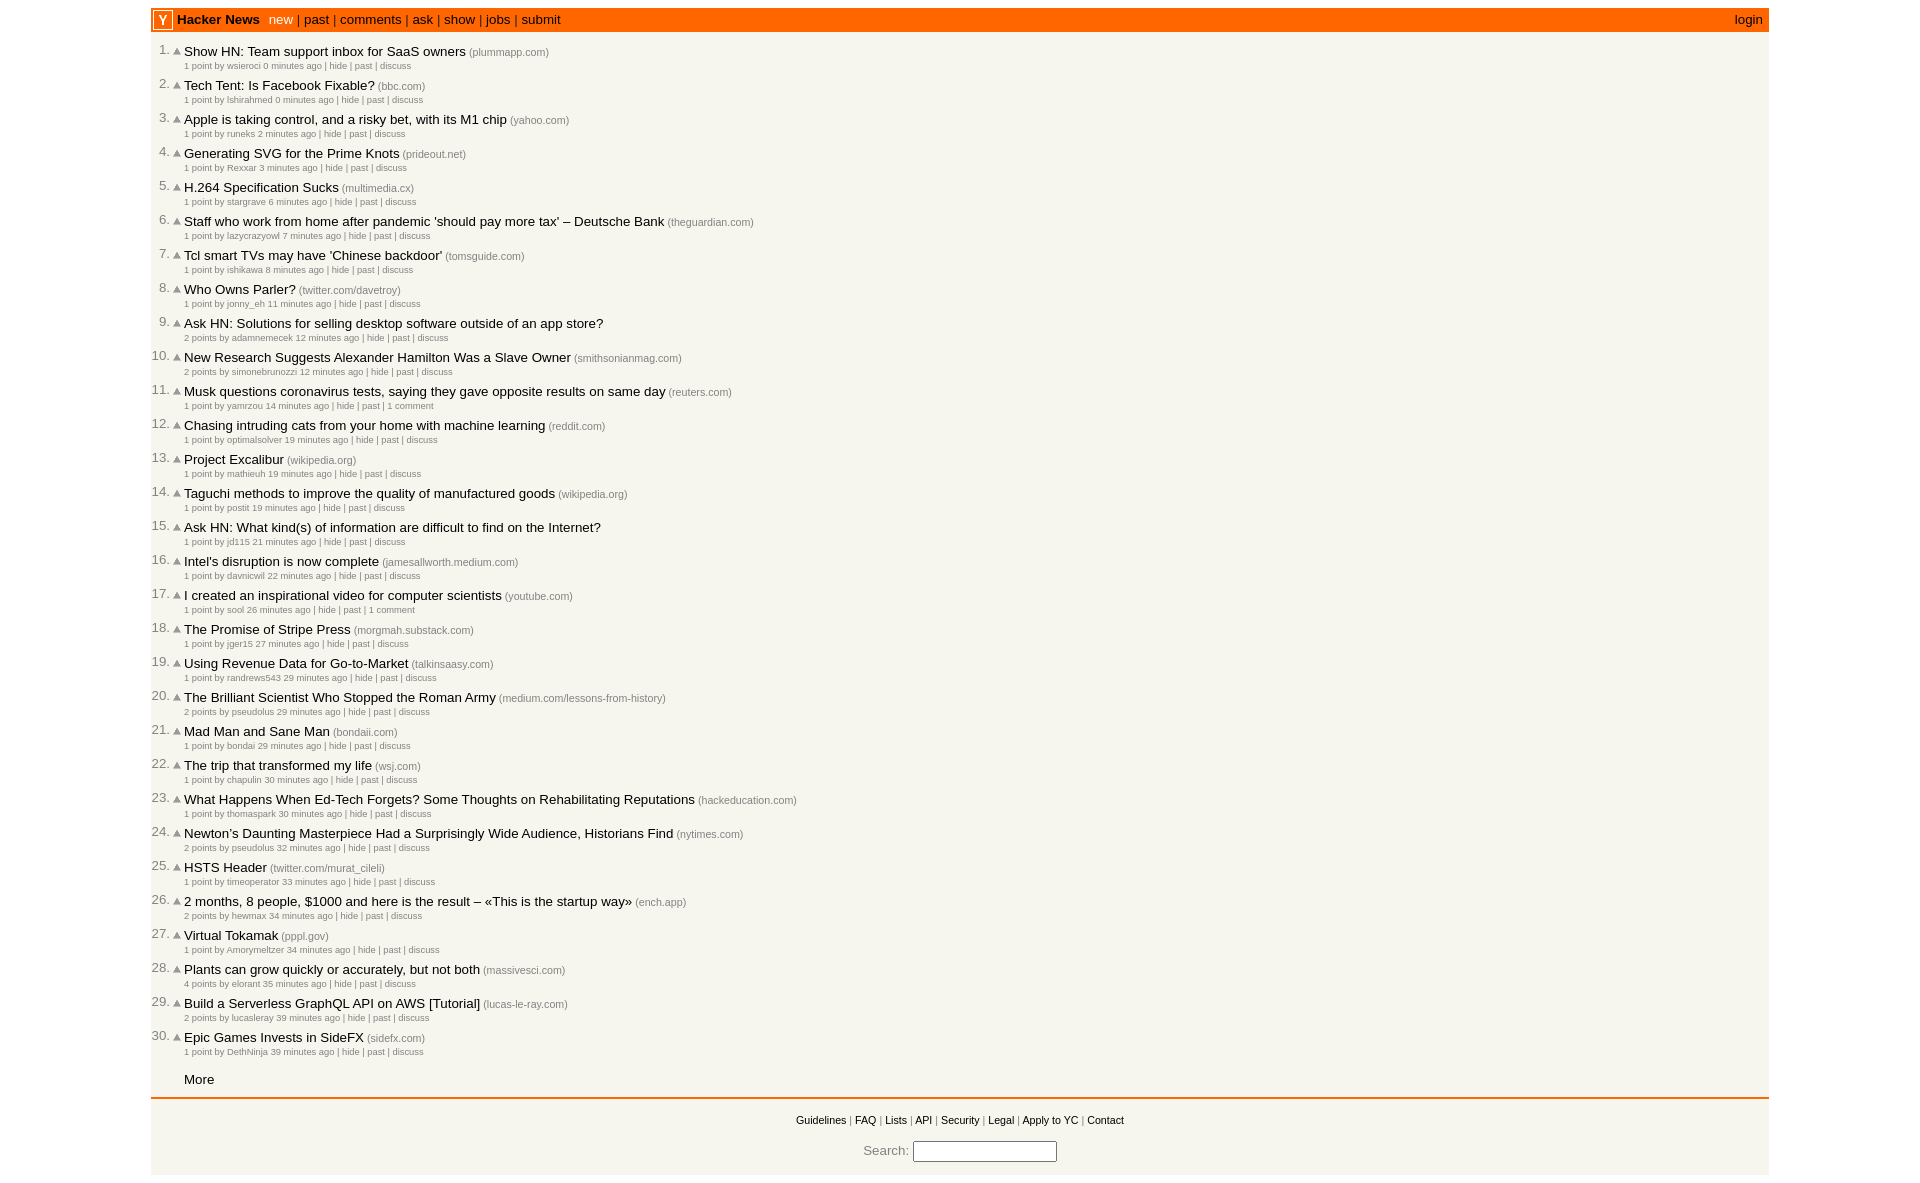 Y Hacker News new | past | comments | ask | show | jobs | submit login
1. Show HN: Team support inbox for SaaS owners (plummapp.com)
1 point by wsieroci 0 minutes ago | hide | past | discuss
2. Tech Tent: Is Facebook Fixable? (bbc.com)
1 point by lshirahmed 0 minutes ago | hide | past | discuss
3. Apple is taking control, and a risky bet, with its M1 chip (yahoo.com)
1 point by runeks 2 minutes ago | hide | past | discuss
4. Generating SVG for the Prime Knots (prideout.net)
1 point by Rexxar 3 minutes ago | hide | past | discuss
5. H.264 Specification Sucks (multimedia.cx)
1 point by stargrave 6 minutes ago | hide | past | discuss
6. Staff who work from home after pandemic 'should pay more tax' – Deutsche Bank (theguardian.com)
1 point by lazycrazyowl 7 minutes ago | hide | past | discuss
7. Tcl smart TVs may have 'Chinese backdoor' (tomsguide.com)
1 point by ishikawa 8 minutes ago | hide | past | discuss
8. Who Owns Parler? (twitter.com/davetroy)
1 point by jonny_eh 11 minutes ago | hide | past | discuss
9. Ask HN: Solutions for selling desktop software outside of an app store?
2 points by adamnemecek 12 minutes ago | hide | past | discuss
10. New Research Suggests Alexander Hamilton Was a Slave Owner (smithsonianmag.com)
2 points by simonebrunozzi 12 minutes ago | hide | past | discuss
11. Musk questions coronavirus tests, saying they gave opposite results on same day (reuters.com)
1 point by yamrzou 14 minutes ago | hide | past | 1 comment
12. Chasing intruding cats from your home with machine learning (reddit.com)
1 point by optimalsolver 19 minutes ago | hide | past | discuss
13. Project Excalibur (wikipedia.org)
1 point by mathieuh 19 minutes ago | hide | past | discuss
14. Taguchi methods to improve the quality of manufactured goods (wikipedia.org)
1 point by postit 19 minutes ago | hide | past | discuss
15. Ask HN: What kind(s) of information are difficult to find on the Internet?
1 point by jd115 21 minutes ago | hide | past | discuss
16. Intel's disruption is now complete (jamesallworth.medium.com)
1 point by davnicwil 22 minutes ago | hide | past | discuss
17. I created an inspirational video for computer scientists (youtube.com)
1 point by sool 26 minutes ago | hide | past | 1 comment
18. The Promise of Stripe Press (morgmah.substack.com)
1 point by jger15 27 minutes ago | hide | past | discuss
19. Using Revenue Data for Go-to-Market (talkinsaasy.com)
1 point by randrews543 29 minutes ago | hide | past | discuss
20. The Brilliant Scientist Who Stopped the Roman Army (medium.com/lessons-from-history)
2 points by pseudolus 29 minutes ago | hide | past | discuss
21. Mad Man and Sane Man (bondaii.com)
1 point by bondai 29 minutes ago | hide | past | discuss
22. The trip that transformed my life (wsj.com)
1 point by chapulin 30 minutes ago | hide | past | discuss
23. What Happens When Ed-Tech Forgets? Some Thoughts on Rehabilitating Reputations (hackeducation.com)
1 point by thomaspark 30 minutes ago | hide | past | discuss
24. Newton's Daunting Masterpiece Had a Surprisingly Wide Audience, Historians Find (nytimes.com)
2 points by pseudolus 32 minutes ago | hide | past | discuss
25. HSTS Header (twitter.com/murat_cileli)
1 point by timeoperator 33 minutes ago | hide | past | discuss
26. 2 months, 8 people, $1000 and here is the result – «This is the startup way» (ench.app)
2 points by hewmax 34 minutes ago | hide | past | discuss
27. Virtual Tokamak (pppl.gov)
1 point by Amorymeltzer 34 minutes ago | hide | past | discuss
28. Plants can grow quickly or accurately, but not both (massivesci.com)
4 points by elorant 35 minutes ago | hide | past | discuss
29. Build a Serverless GraphQL API on AWS [Tutorial] (lucas-le-ray.com)
2 points by lucasleray 39 minutes ago | hide | past | discuss
30. Epic Games Invests in SideFX (sidefx.com)
1 point by DethNinja 39 minutes ago | hide | past | discuss
More
Guidelines | FAQ | Lists | API | Security | Legal | Apply to YC | Contact
Search: